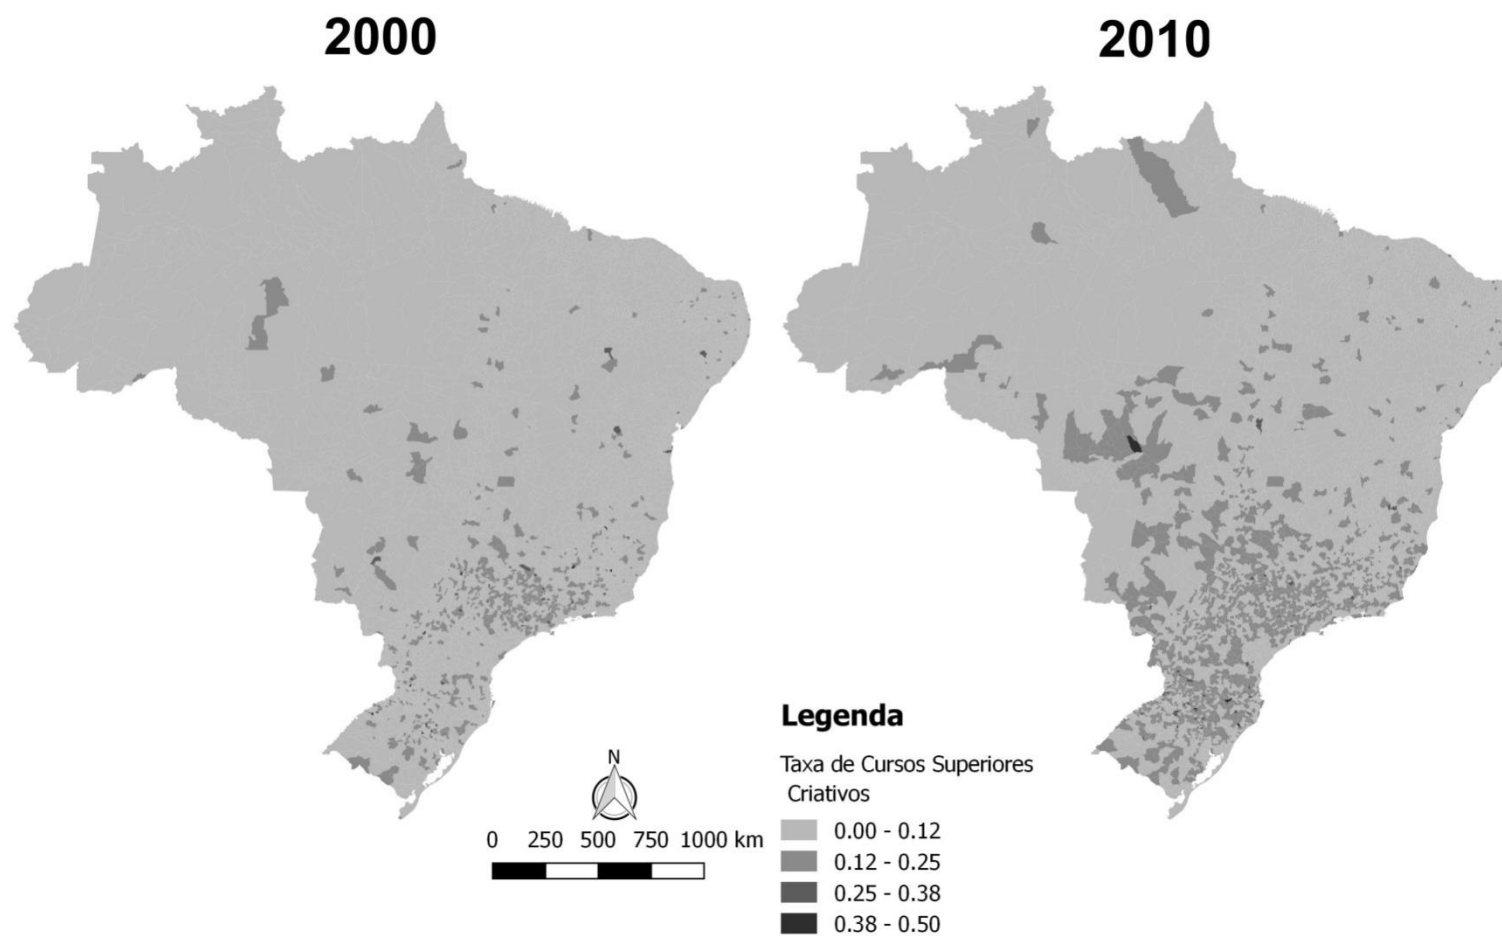 2000
2010
N
0 250 500 750 1000 km
Legenda
Taxa de Cursos Superiores
Criativos
0.00 - 0.12
0.12 - 0.25
0.25 - 0.38
0.38 - 0.50